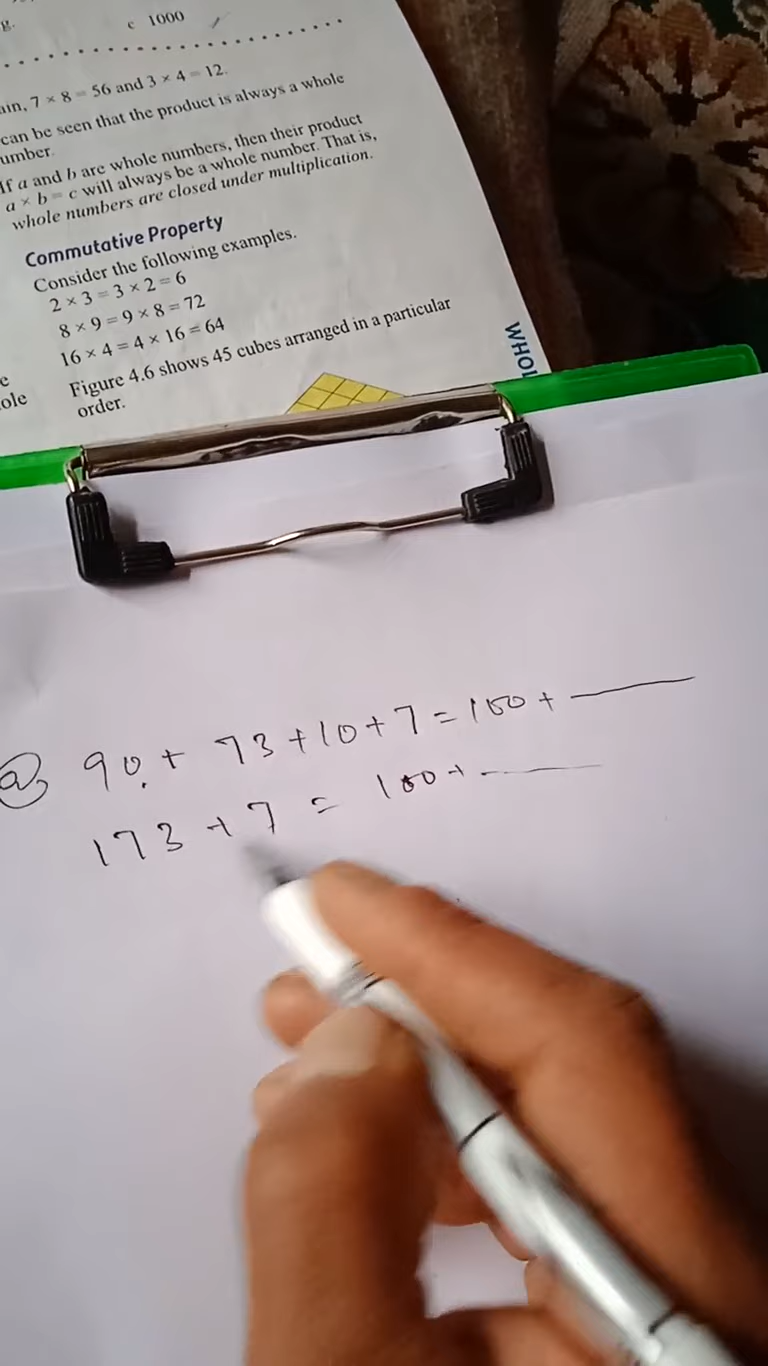 g.
c 1000
ain, 7 × 8 = 56 and 3 × 4 = 12.
can be seen that the product is always a whole
umber.
If a and b are whole numbers, then their product
a × b = c will always be a whole number. That is,
whole numbers are closed under multiplication.
Commutative Property
Consider the following examples.
2 × 3 = 3 × 2 = 6
8 × 9 = 9 × 8 = 72
16 × 4 = 4 × 16 = 64
Figure 4.6 shows 45 cubes arranged in a particular
order.
e
ole
WHOL
a) 90 + 73 + 10 + 7 = 100 + ____
173 + 7 = 100 + ____